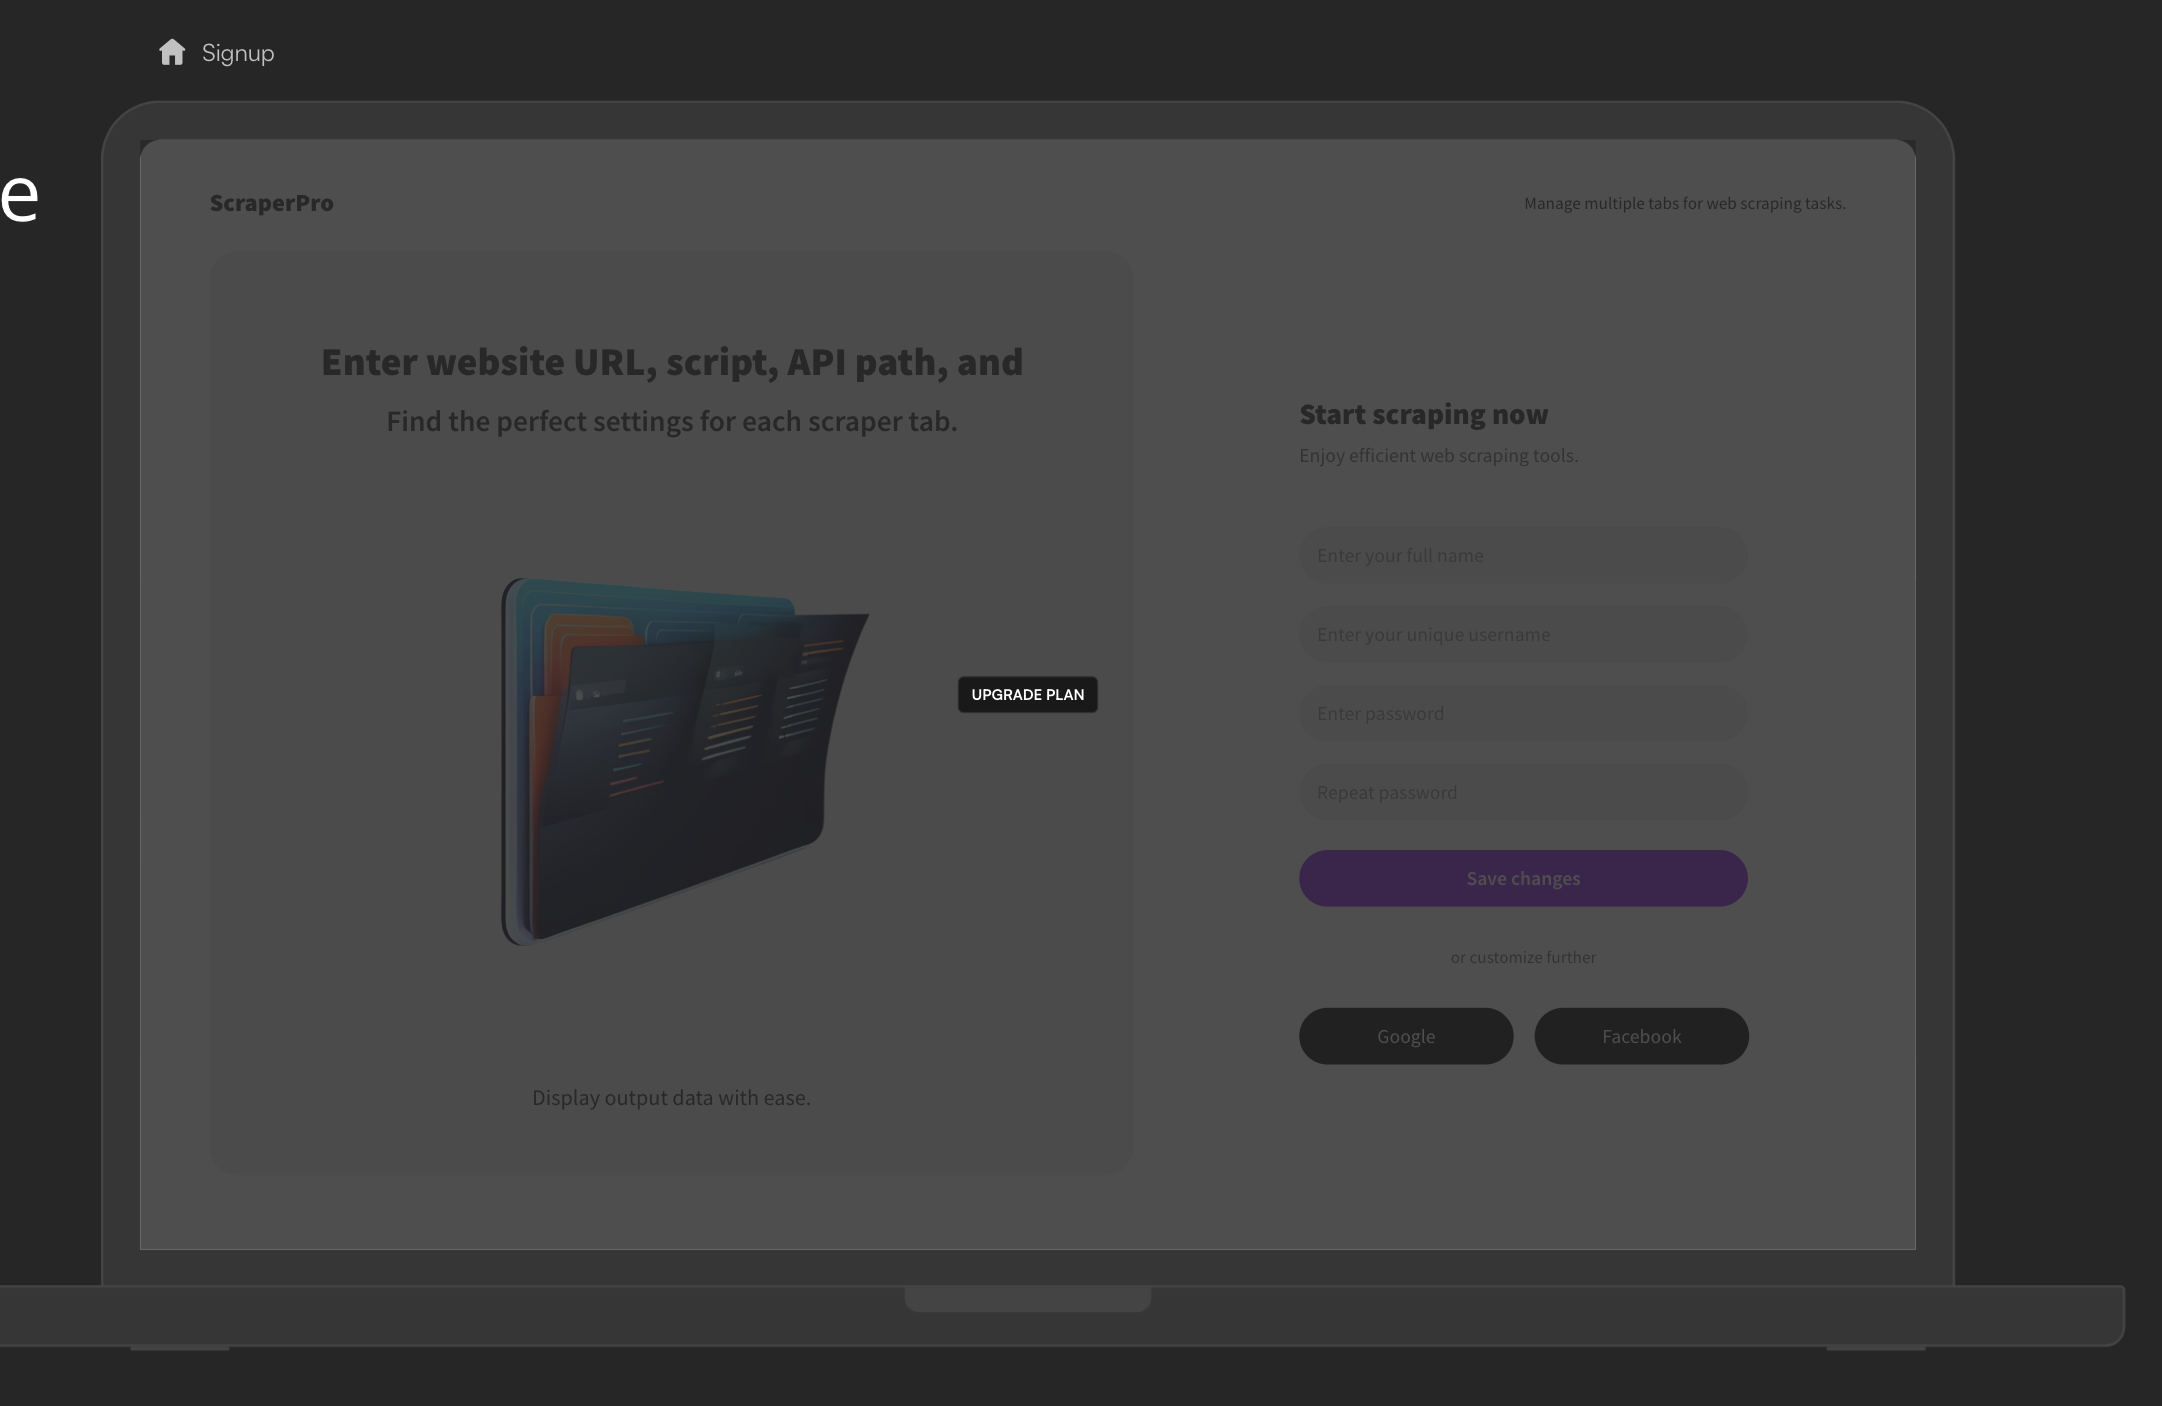 Signup
e
ScraperPro
Manage multiple tabs for web scraping tasks.
Enter website URL, script, API path, and
Find the perfect settings for each scraper tab.
UPGRADE PLAN
Display output data with ease.
Start scraping now
Enjoy efficient web scraping tools.
Enter your full name
Enter your unique username
Enter password
Repeat password
Save changes
or customize further
Google
Facebook